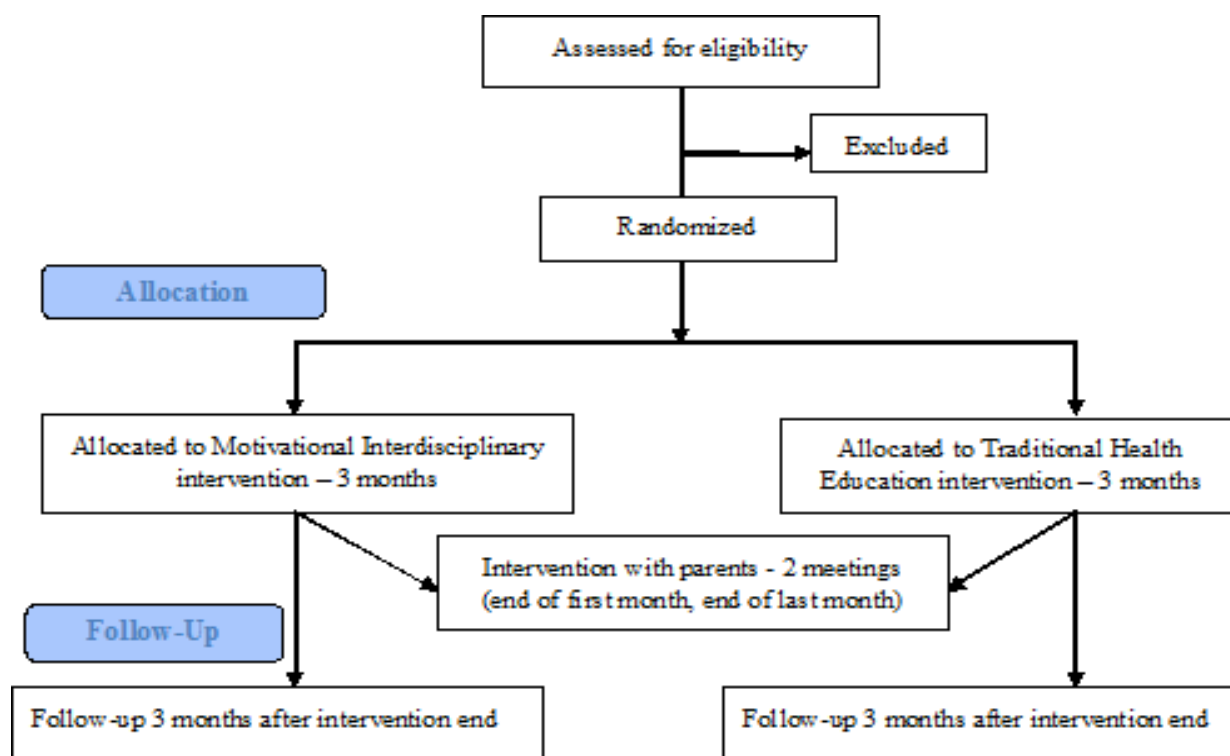 Assessed for eligibility
Excluded
Randomized
Allocation
Allocated to Motivational Interdisciplinary
intervention – 3 months
Allocated to Traditional Health
Education intervention – 3 months
Intervention with parents - 2 meetings
(end of first month, end of last month)
Follow-Up
Follow-up 3 months after intervention end
Follow-up 3 months after intervention end